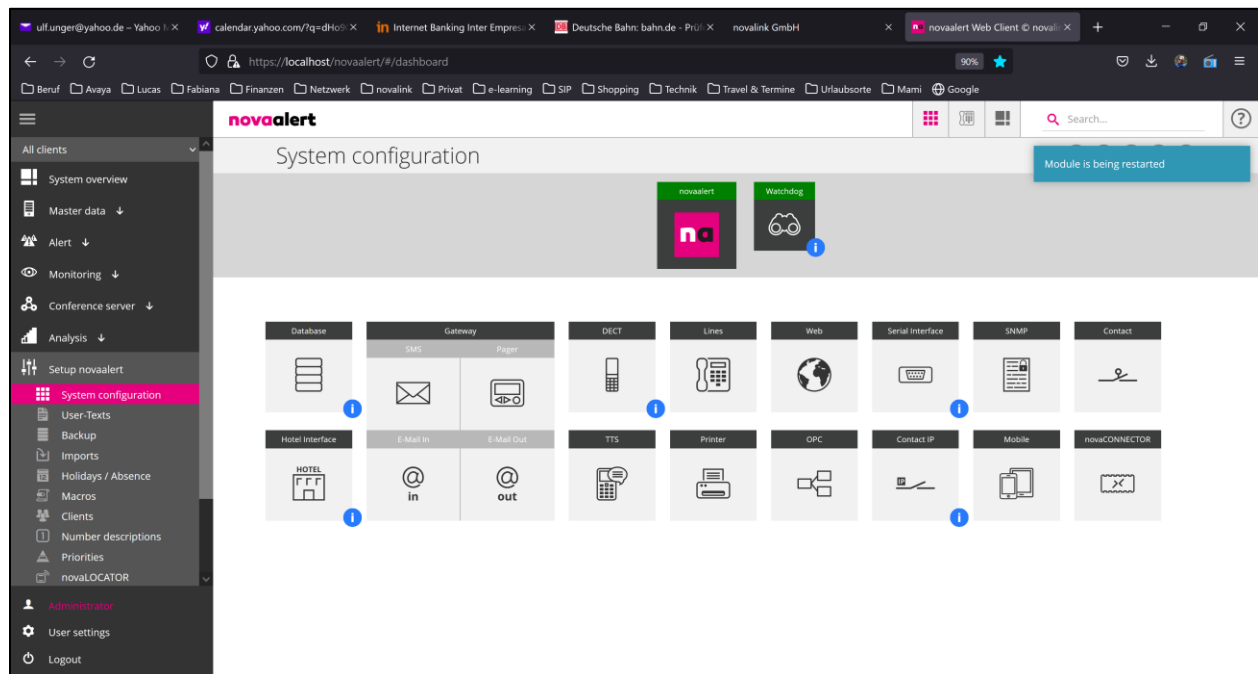 ulf.unger@yahoo.de – Yahoo
calendar.yahoo.com/?q=dHo9
Internet Banking Inter Empresa
DB Deutsche Bahn: bahn.de - Prüf
novalink GmbH
novaalert Web Client © novalin
https://localhost/novaalert/#/dashboard
90%
Beruf Avaya Lucas Fabiana Finanzen Netzwerk novalink Privat e-learning SIP Shopping Technik Travel & Termine Urlaubsorte Mami Google
novaalert
Search...
?
All clients
System configuration
Module is being restarted
System overview
Master data
Alert
Monitoring
Conference server
Analysis
Setup novaalert
System configuration
User-Texts
Backup
Imports
Holidays / Absence
Macros
Clients
Number descriptions
Priorities
novaLOCATOR
Administrator
User settings
Logout
novaalert Watchdog
na
i
Database Gateway DECT Lines Web Serial Interface SNMP Contact
SMS Pager
i i i
Hotel Interface E-Mail In E-Mail Out TTS Printer OPC Contact IP Mobile novaCONNECTOR
HOTEL @ in @ out IP
i i